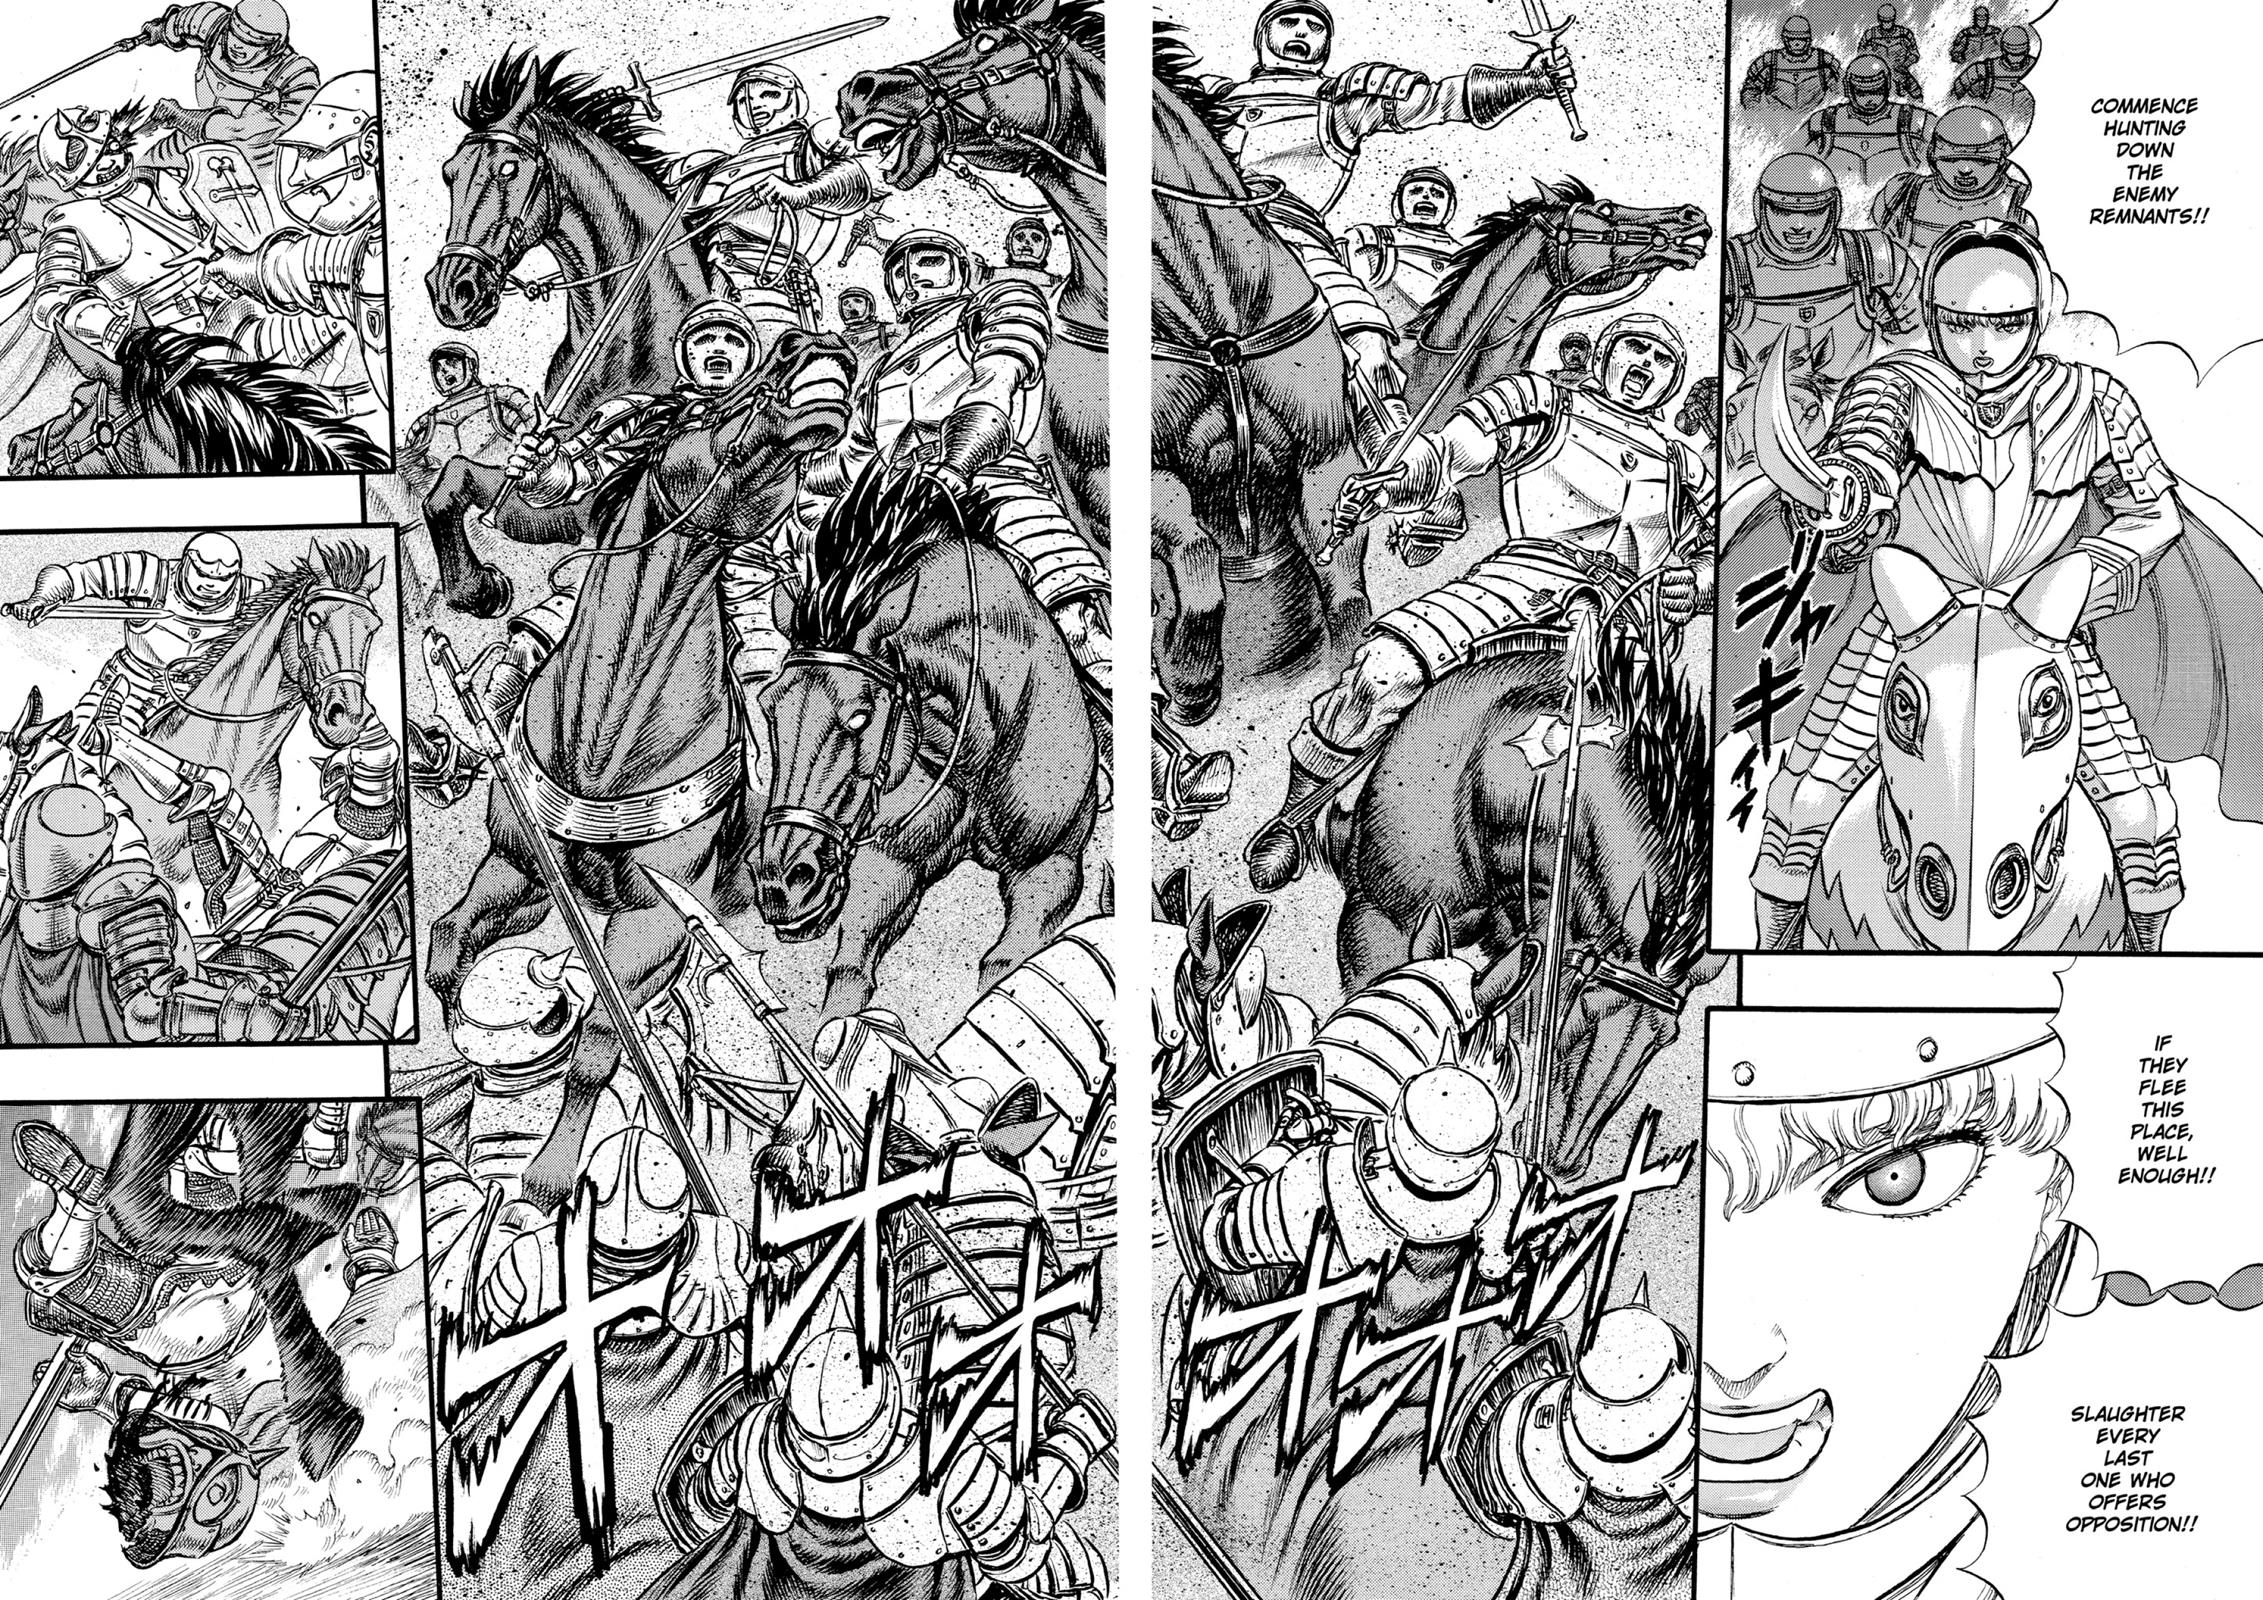 COMMENCE
HUNTING
DOWN
THE
ENEMY
REMNANTS!!
ジャキィィ
IF
THEY
FLEE
THIS
PLACE,
WELL
ENOUGH!!
SLAUGHTER
EVERY
LAST
ONE WHO
OFFERS
OPPOSITION!!
オオオ
オオオ